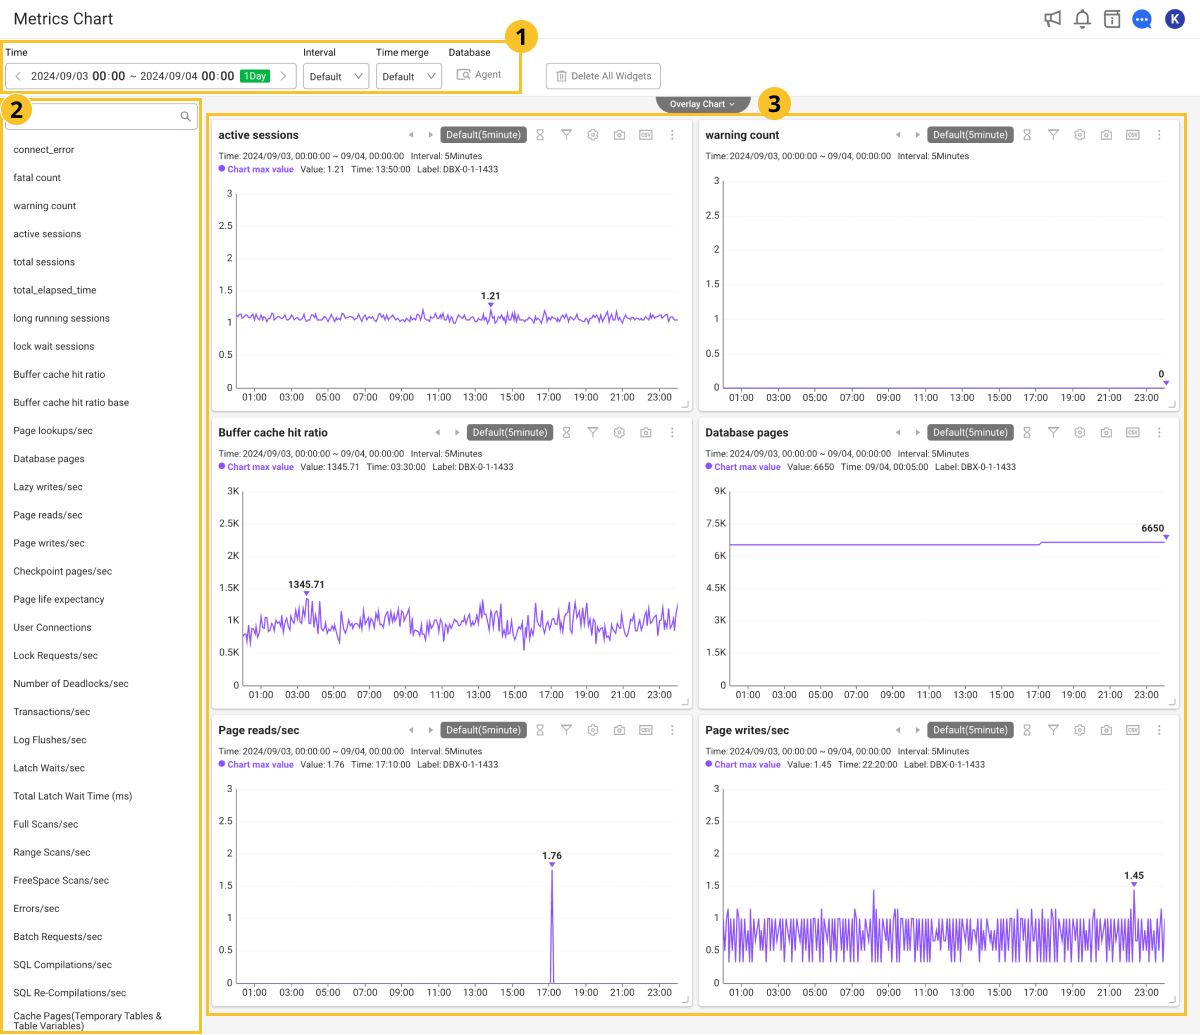 Metrics Chart
K
1
Time
Interval
Time merge
Database
2024/09/03 00:00 ~ 2024/09/04 00:00 1Day
Default
Default
Agent
Delete All Widgets
2
Overlay Chart
3
connect_error
fatal count
warning count
active sessions
total sessions
total_elapsed_time
long running sessions
lock wait sessions
Buffer cache hit ratio
Buffer cache hit ratio base
Page lookups/sec
Database pages
Lazy writes/sec
Page reads/sec
Page writes/sec
Checkpoint pages/sec
Page life expectancy
User Connections
Lock Requests/sec
Number of Deadlocks/sec
Transactions/sec
Log Flushes/sec
Latch Waits/sec
Total Latch Wait Time (ms)
Full Scans/sec
Range Scans/sec
FreeSpace Scans/sec
Errors/sec
Batch Requests/sec
SQL Compilations/sec
SQL Re-Compilations/sec
Cache Pages(Temporary Tables &
Table Variables)
active sessions
Default(5minute)
CSV
Time: 2024/09/03, 00:00:00 ~ 09/04, 00:00:00 Interval: 5Minutes
Chart max value Value: 1.21 Time: 13:50:00 Label: DBX-0-1-1433
3
2.5
2
1.5
1
0.5
0
1.21
01:00 03:00 05:00 07:00 09:00 11:00 13:00 15:00 17:00 19:00 21:00 23:00
warning count
Default(5minute)
CSV
Time: 2024/09/03, 00:00:00 ~ 09/04, 00:00:00 Interval: 5Minutes
3
2.5
2
1.5
1
0.5
0
0
01:00 03:00 05:00 07:00 09:00 11:00 13:00 15:00 17:00 19:00 21:00 23:00
Buffer cache hit ratio
Default(5minute)
Time: 2024/09/03, 00:00:00 ~ 09/04, 00:00:00 Interval: 5Minutes
Chart max value Value: 1345.71 Time: 03:30:00 Label: DBX-0-1-1433
3K
2.5K
2K
1.5K
1K
0.5K
0
1345.71
01:00 03:00 05:00 07:00 09:00 11:00 13:00 15:00 17:00 19:00 21:00 23:00
Database pages
Default(5minute)
CSV
Time: 2024/09/03, 00:00:00 ~ 09/04, 00:00:00 Interval: 5Minutes
Chart max value Value: 6650 Time: 09/04, 00:05:00 Label: DBX-0-1-1433
9K
7.5K
6K
4.5K
3K
1.5K
0
6650
01:00 03:00 05:00 07:00 09:00 11:00 13:00 15:00 17:00 19:00 21:00 23:00
Page reads/sec
Default(5minute)
CSV
Time: 2024/09/03, 00:00:00 ~ 09/04, 00:00:00 Interval: 5Minutes
Chart max value Value: 1.76 Time: 17:10:00 Label: DBX-0-1-1433
3
2.5
2
1.5
1
0.5
0
1.76
01:00 03:00 05:00 07:00 09:00 11:00 13:00 15:00 17:00 19:00 21:00 23:00
Page writes/sec
Default(5minute)
CSV
Time: 2024/09/03, 00:00:00 ~ 09/04, 00:00:00 Interval: 5Minutes
Chart max value Value: 1.45 Time: 22:20:00 Label: DBX-0-1-1433
3
2.5
2
1.5
1
0.5
0
1.45
01:00 03:00 05:00 07:00 09:00 11:00 13:00 15:00 17:00 19:00 21:00 23:00